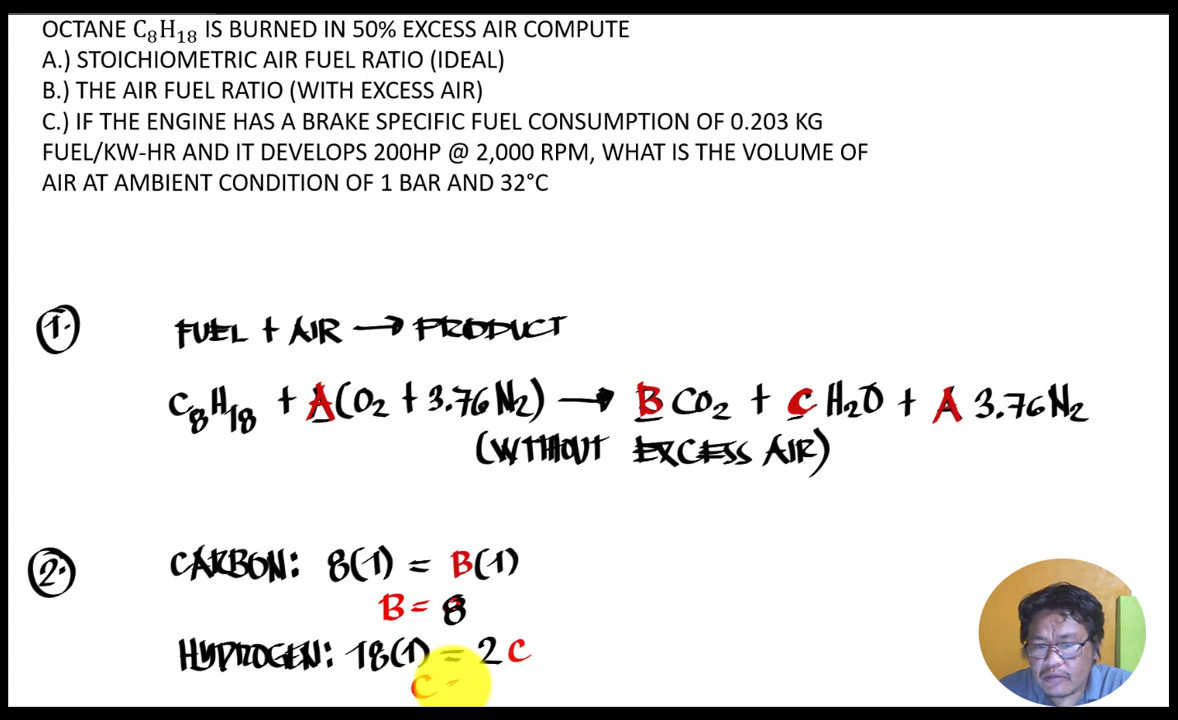 OCTANE C₈H₁₈ IS BURNED IN 50% EXCESS AIR COMPUTE
A.) STOICHIOMETRIC AIR FUEL RATIO (IDEAL)
B.) THE AIR FUEL RATIO (WITH EXCESS AIR)
C.) IF THE ENGINE HAS A BRAKE SPECIFIC FUEL CONSUMPTION OF 0.203 KG
FUEL/KW-HR AND IT DEVELOPS 200HP @ 2,000 RPM, WHAT IS THE VOLUME OF
AIR AT AMBIENT CONDITION OF 1 BAR AND 32°C
1. FUEL + AIR → PRODUCT
C₈H₁₈ + A(O₂ + 3.76N₂) → B CO₂ + C H₂O + A 3.76N₂
(WITHOUT EXCESS AIR)
2. CARBON: 8(1) = B(1)
B = 8
HYDROGEN: 18(1) = 2C
C =